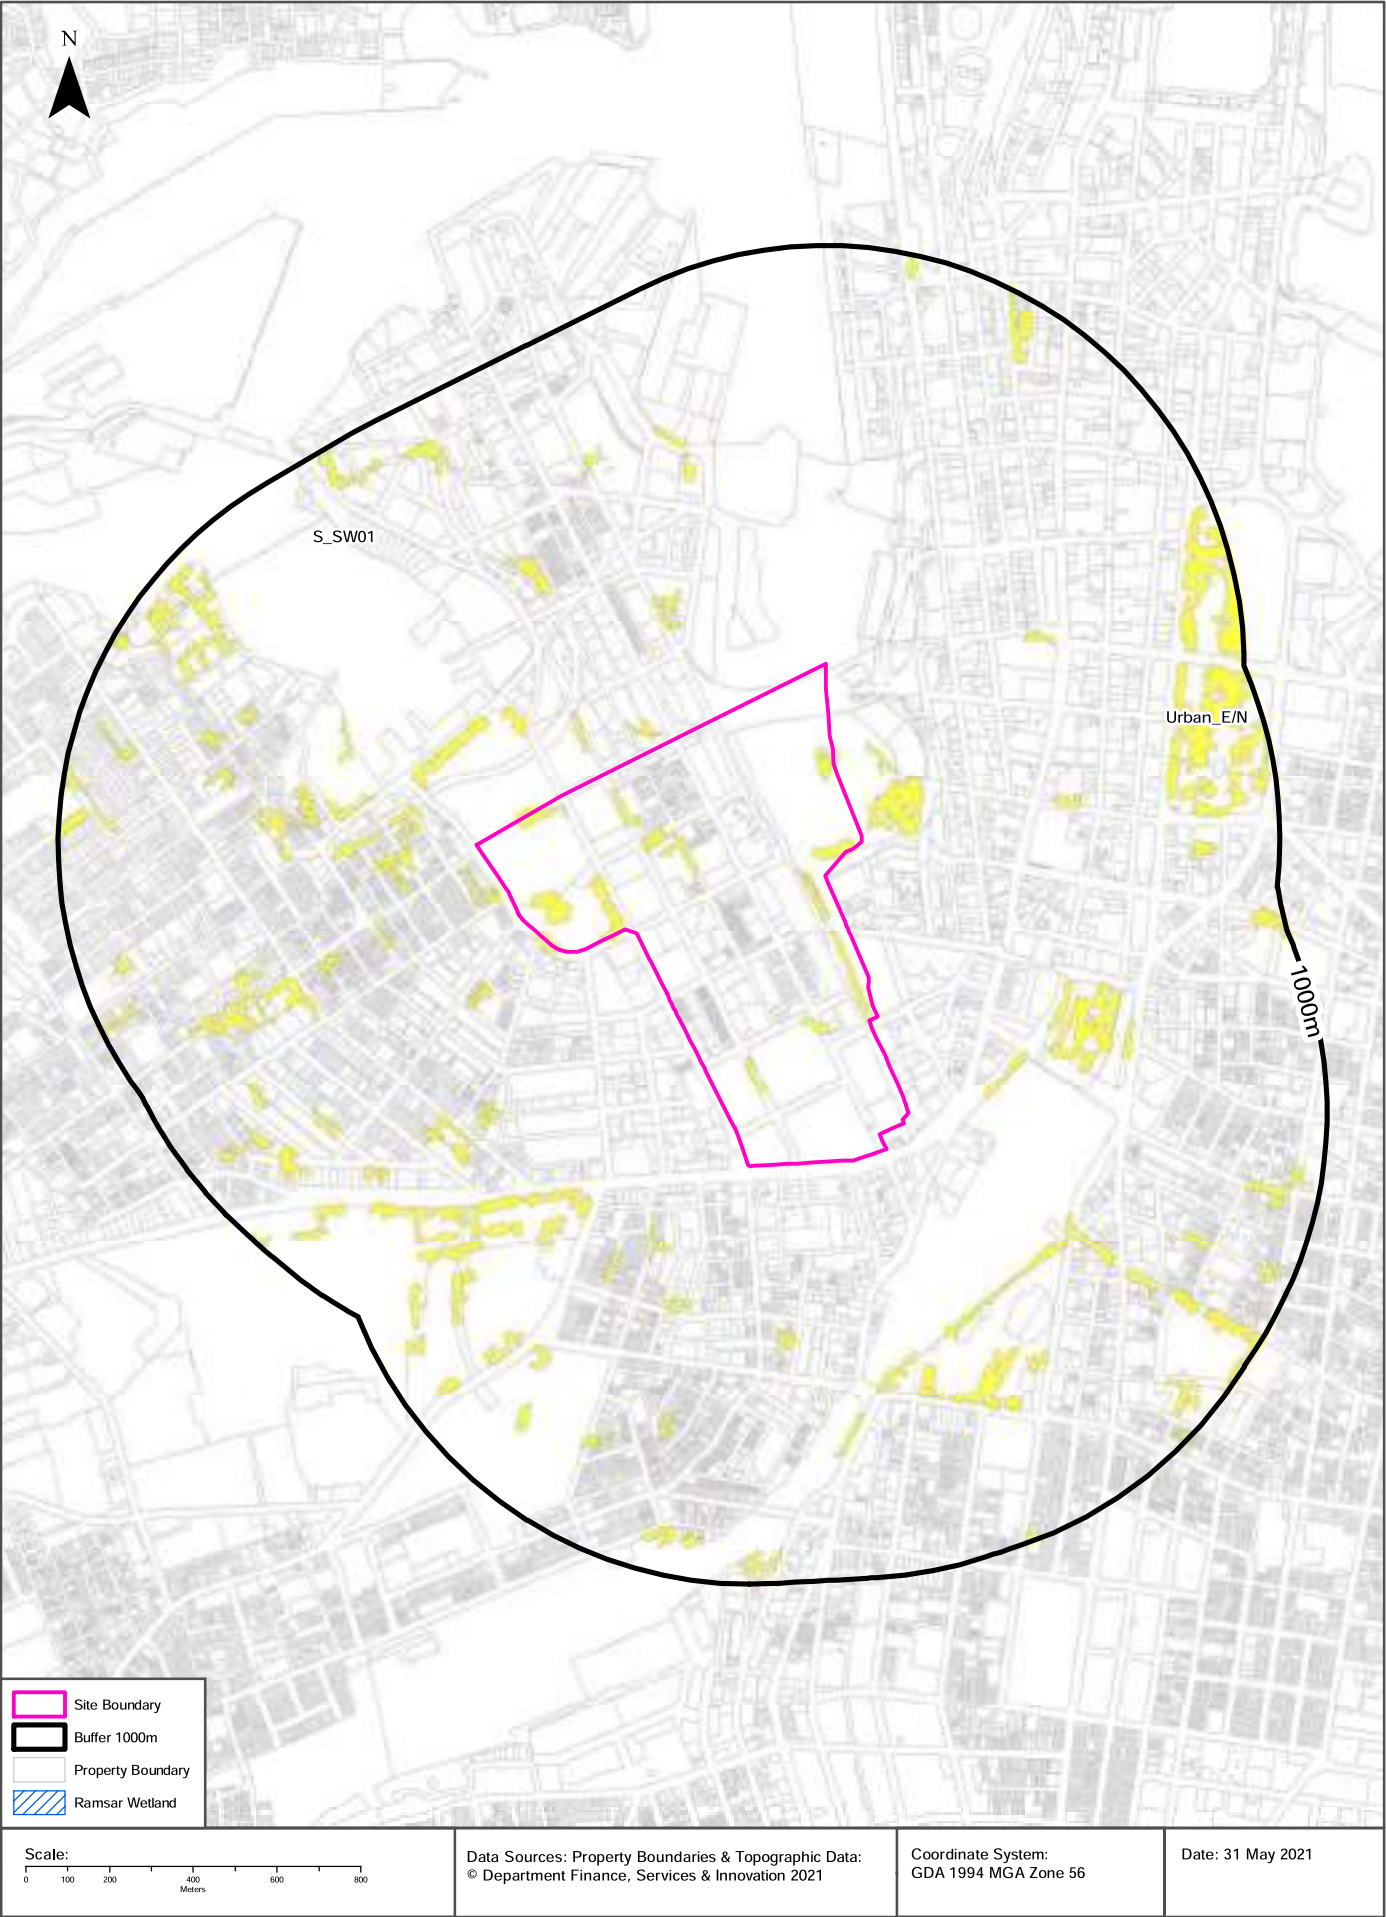 N
S_SW01
Urban_E/N
1000m
Site Boundary
Buffer 1000m
Property Boundary
Ramsar Wetland
Scale:
0 100 200 400 600 800
Meters
Data Sources: Property Boundaries & Topographic Data:
© Department Finance, Services & Innovation 2021
Coordinate System:
GDA 1994 MGA Zone 56
Date: 31 May 2021